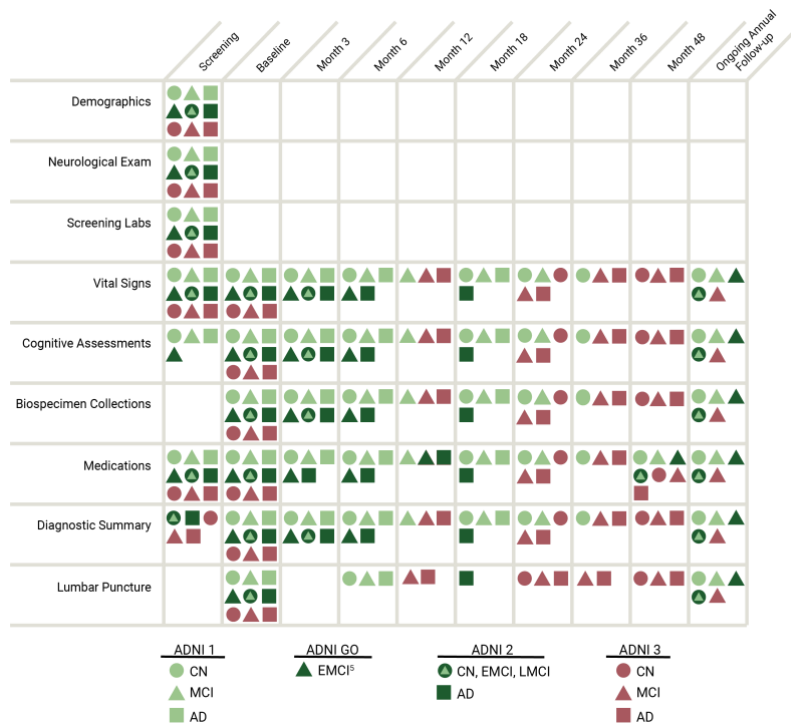 Screening
Baseline
Month 3
Month 6
Month 12
Month 18
Month 24
Month 36
Month 48
Ongoing Annual
Follow-up
Demographics
Neurological Exam
Screening Labs
Vital Signs
Cognitive Assessments
Biospecimen Collections
Medications
Diagnostic Summary
Lumbar Puncture
ADNI 1
CN
MCI
AD
ADNI GO
EMCI⁵
ADNI 2
CN, EMCI, LMCI
AD
ADNI 3
CN
MCI
AD